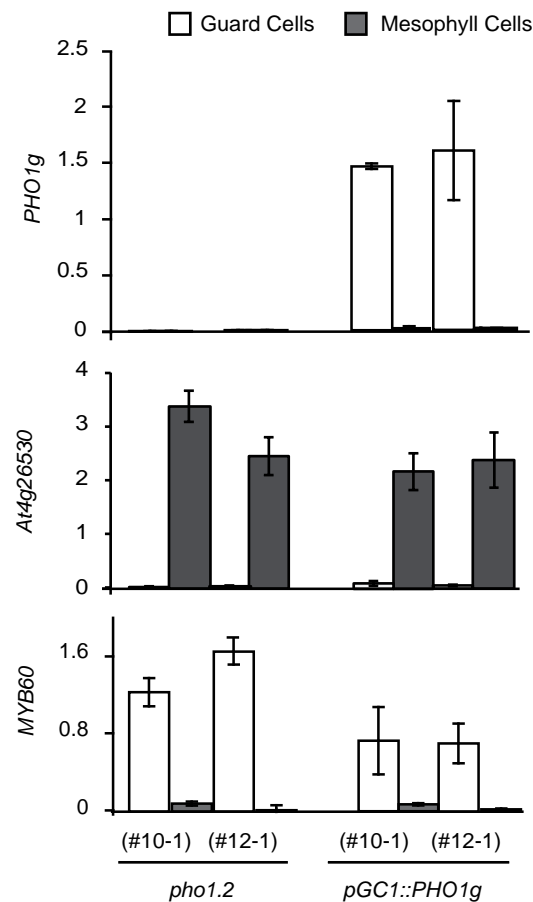 Guard Cells Mesophyll Cells
2.5
2
1.5
1
0.5
0
PHO1g
4
3
2
1
0
At4g26530
1.6
0.8
0
MYB60
(#10-1) (#12-1) (#10-1) (#12-1)
pho1.2 pGC1::PHO1g